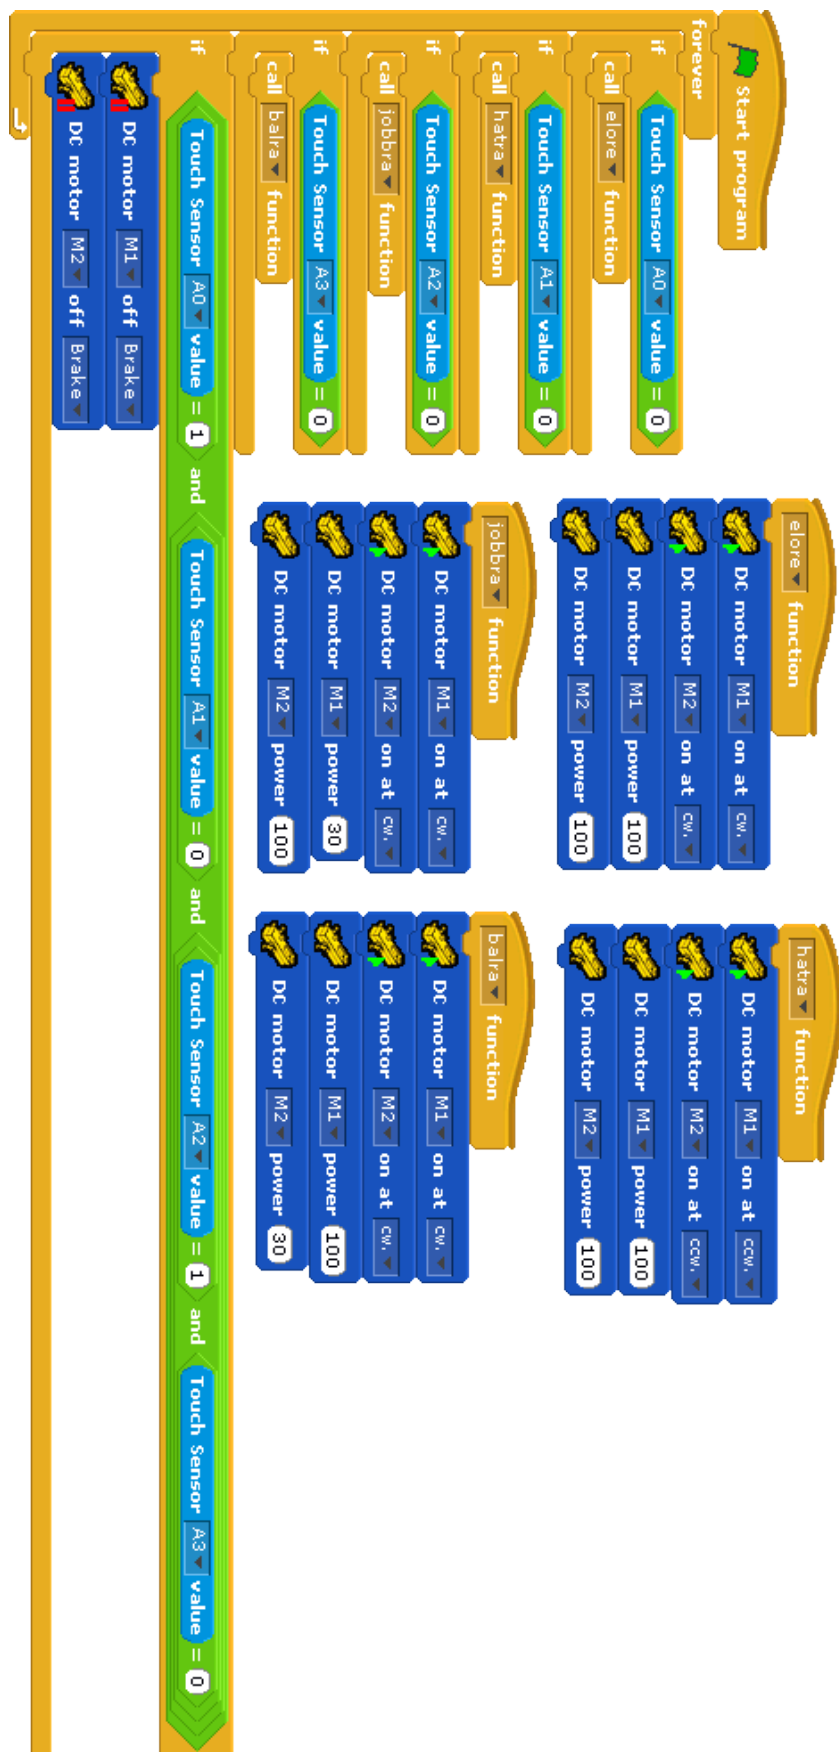 Start program
forever
if Touch Sensor A0 value = 0
call elore function
if Touch Sensor A1 value = 0
call hatra function
if Touch Sensor A2 value = 0
call jobbra function
if Touch Sensor A3 value = 0
call balra function
if Touch Sensor A0 value = 1 and Touch Sensor A1 value = 0 and Touch Sensor A2 value = 1 and Touch Sensor A3 value = 0
DC motor M1 off Brake
DC motor M2 off Brake
elore function
DC motor M1 on at cw.
DC motor M2 on at cw.
DC motor M1 power 100
DC motor M2 power 100
hatra function
DC motor M1 on at ccw.
DC motor M2 on at ccw.
DC motor M1 power 100
DC motor M2 power 100
jobbra function
DC motor M1 on at cw.
DC motor M2 on at cw.
DC motor M1 power 30
DC motor M2 power 100
balra function
DC motor M1 on at cw.
DC motor M2 on at cw.
DC motor M1 power 100
DC motor M2 power 30